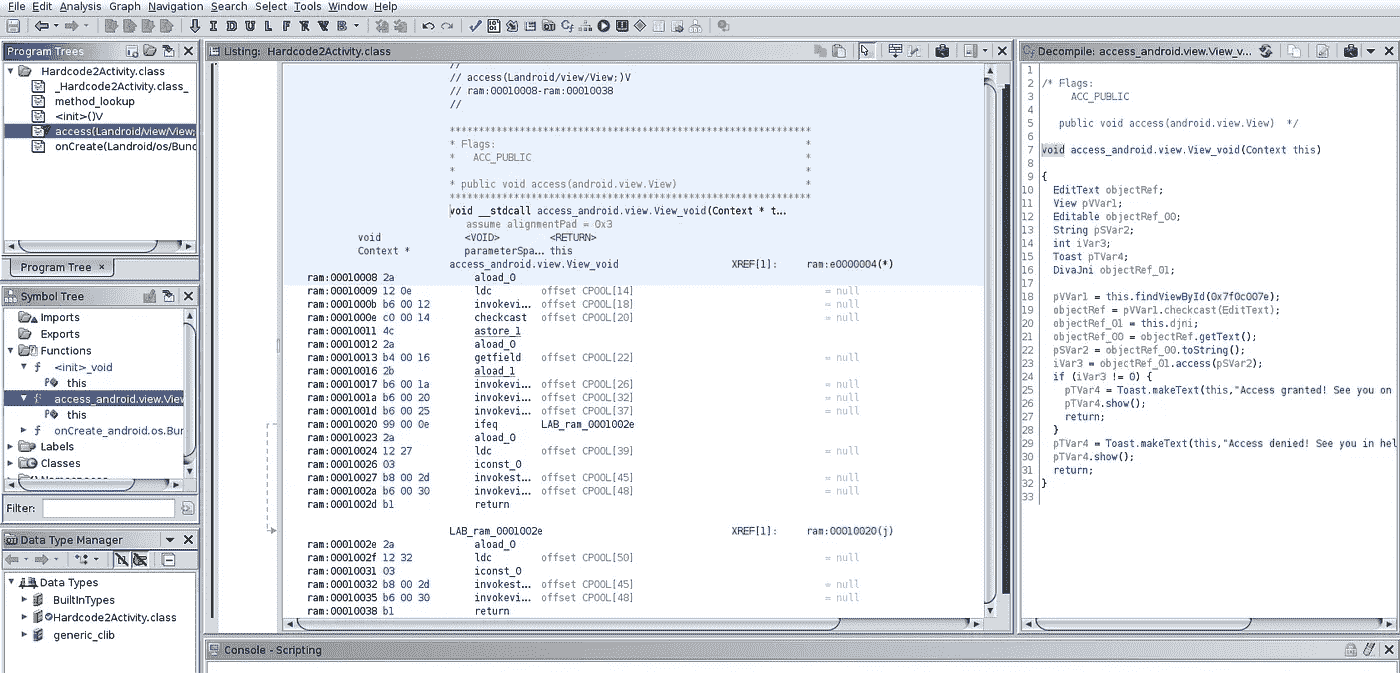 File Edit Analysis Graph Navigation Search Select Tools Window Help
I D U L F R V B
Program Trees
Hardcode2Activity.class
_Hardcode2Activity.class_
method_lookup
<init>()V
access(Landroid/view/View;
onCreate(Landroid/os/Bund
Program Tree ×
Symbol Tree
Imports
Exports
Functions
f <init>_void
this
f access_android.view.View
this
f onCreate_android.os.Bun
Labels
Classes
Filter:
Data Type Manager
Data Types
BuiltInTypes
Hardcode2Activity.class
generic_clib
Listing: Hardcode2Activity.class
//
// access(Landroid/view/View;)V
// ram:00010008-ram:00010038
//
**************************************************************
* Flags: *
* ACC_PUBLIC *
* *
* public void access(android.view.View) *
**************************************************************
void __stdcall access_android.view.View_void(Context * t...
assume alignmentPad = 0x3
void <VOID> <RETURN>
Context * parameterSpa... this
access_android.view.View_void XREF[1]: ram:e0000004(*)
ram:00010008 2a aload_0
ram:00010009 12 0e ldc offset CPOOL[14] = null
ram:0001000b b6 00 12 invokevi... offset CPOOL[18] = null
ram:0001000e c0 00 14 checkcast offset CPOOL[20] = null
ram:00010011 4c astore_1
ram:00010012 2a aload_0
ram:00010013 b4 00 16 getfield offset CPOOL[22] = null
ram:00010016 2b aload_1
ram:00010017 b6 00 1a invokevi... offset CPOOL[26] = null
ram:0001001a b6 00 20 invokevi... offset CPOOL[32] = null
ram:0001001d b6 00 25 invokevi... offset CPOOL[37] = null
ram:00010020 99 00 0e ifeq LAB_ram_0001002e
ram:00010023 2a aload_0
ram:00010024 12 27 ldc offset CPOOL[39] = null
ram:00010026 03 iconst_0
ram:00010027 b8 00 2d invokest... offset CPOOL[45] = null
ram:0001002a b6 00 30 invokevi... offset CPOOL[48] = null
ram:0001002d b1 return
LAB_ram_0001002e XREF[1]: ram:00010020(j)
ram:0001002e 2a aload_0
ram:0001002f 12 32 ldc offset CPOOL[50] = null
ram:00010031 03 iconst_0
ram:00010032 b8 00 2d invokest... offset CPOOL[45] = null
ram:00010035 b6 00 30 invokevi... offset CPOOL[48] = null
ram:00010038 b1 return
Decompile: access_android.view.View_v...
1
2 /* Flags:
3 ACC_PUBLIC
4
5 public void access(android.view.View) */
6
7 void access_android.view.View_void(Context this)
8
9 {
10 EditText objectRef;
11 View pVVar1;
12 Editable objectRef_00;
13 String pSVar2;
14 int iVar3;
15 Toast pTVar4;
16 DivaJni objectRef_01;
17
18 pVVar1 = this.findViewById(0x7f0c007e);
19 objectRef = pVVar1.checkcast(EditText);
20 objectRef_01 = this.djni;
21 objectRef_00 = objectRef.getText();
22 pSVar2 = objectRef_00.toString();
23 iVar3 = objectRef_01.access(pSVar2);
24 if (iVar3 != 0) {
25 pTVar4 = Toast.makeText(this,"Access granted! See you on
26 pTVar4.show();
27 return;
28 }
29 pTVar4 = Toast.makeText(this,"Access denied! See you in hel
30 pTVar4.show();
31 return;
32 }
33
Console - Scripting